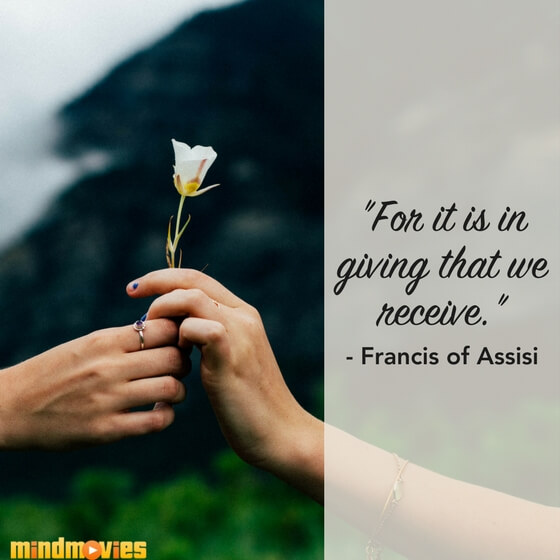 "For it is in
giving that we
receive."
- Francis of Assisi
mindmovies